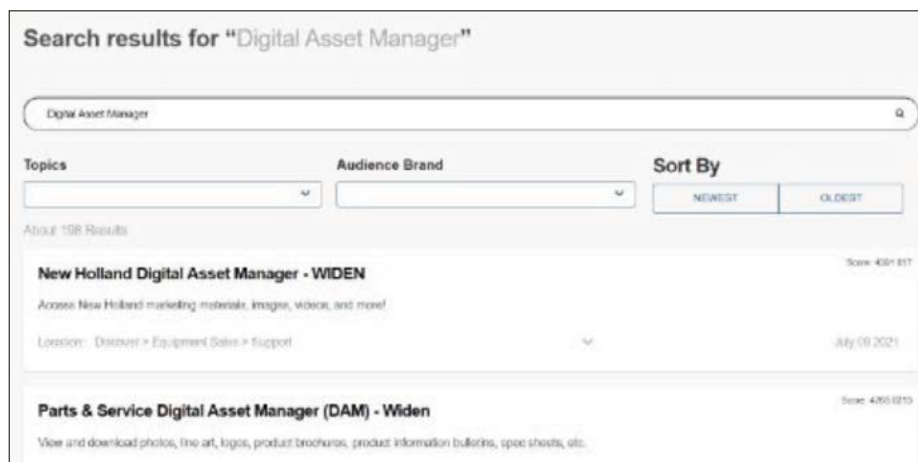 Search results for “Digital Asset Manager”
Digital Asset Manager
Topics
Audience Brand
Sort By
NEWEST
OLDEST
About 198 Results
New Holland Digital Asset Manager - WIDEN
Score:
Access New Holland marketing materials, images, videos, and more!
Location: Discover > Equipment Sales > Support
July 09 2021
Parts & Service Digital Asset Manager (DAM) - Widen
Score:
View and download photos, line art, logos, product brochures, product information bulletins, spec sheets, etc.